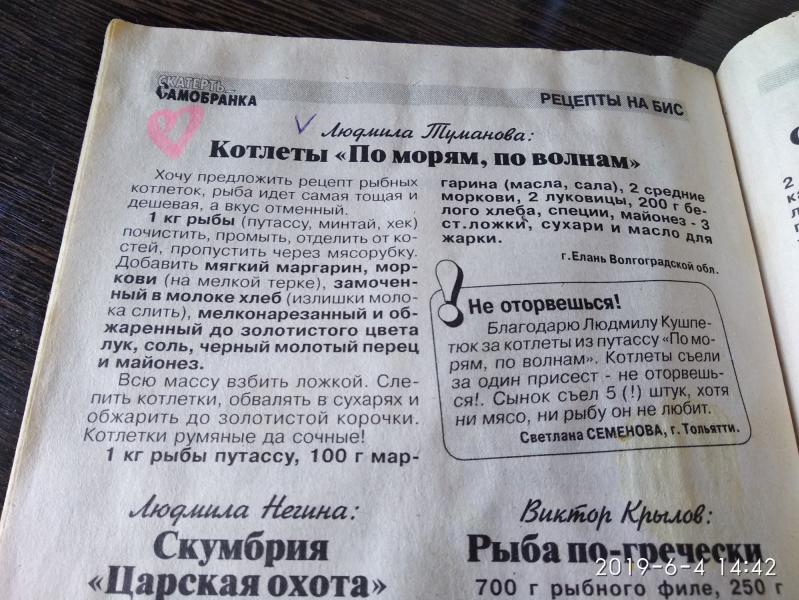 СКАТЕРТЬ...
САМОБРАНКА
РЕЦЕПТЫ НА БИС
Людмила Туманова:
Котлеты «По морям, по волнам»
Хочу предложить рецепт рыбных
котлеток, рыба идет самая тощая и
дешевая, а вкус отменный.
1 кг рыбы (путассу, минтай, хек)
почистить, промыть, отделить от ко-
стей, пропустить через мясорубку.
Добавить мягкий маргарин, мор-
кови (на мелкой терке), замочен-
ный в молоке хлеб (излишки моло-
ка слить), мелконарезанный и об-
жаренный до золотистого цвета
лук, соль, черный молотый перец
и майонез.
Всю массу взбить ложкой. Сле-
пить котлетки, обвалять в сухарях и
обжарить до золотистой корочки.
Котлетки румяные да сочные!
1 кг рыбы путассу, 100 г мар-
гарина (масла, сала), 2 средние
моркови, 2 луковицы, 200 г бе-
лого хлеба, специи, майонез - 3
ст.ложки, сухари и масло для
жарки.
г.Елань Волгоградской обл.
Не оторвешься!
Благодарю Людмилу Кушпе-
тюк за котлеты из путассу «По мо-
рям, по волнам». Котлеты съели
за один присест - не оторвешь-
ся!. Сынок съел 5 (!) штук, хотя
ни мясо, ни рыбу он не любит.
Светлана СЕМЕНОВА, г. Тольятти.
Людмила Негина:
Скумбрия
«Царская охота»
Виктор Крылов:
Рыба по-гречески
700 г рыбного филе, 250 г
2019-6-4 14:42